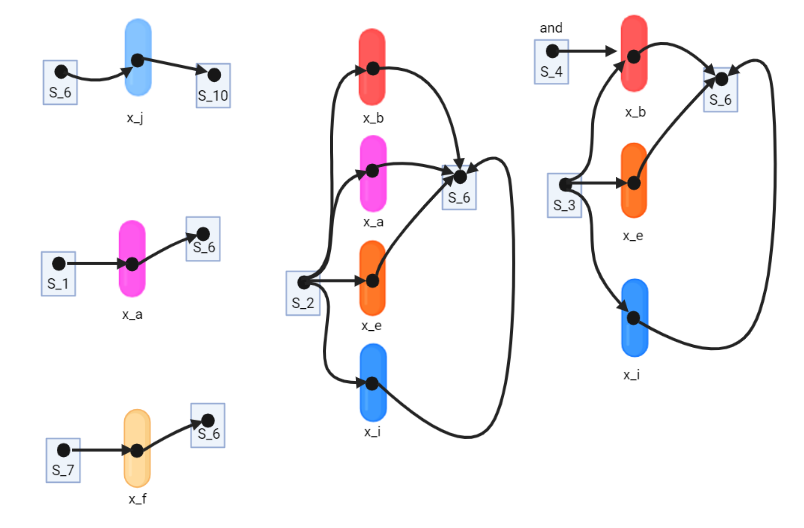 S_6
S_10
x_j
S_1
S_6
x_a
S_7
S_6
x_f
x_b
S_6
x_a
S_2
x_e
x_i
and
S_4
S_6
x_b
S_3
x_e
x_i